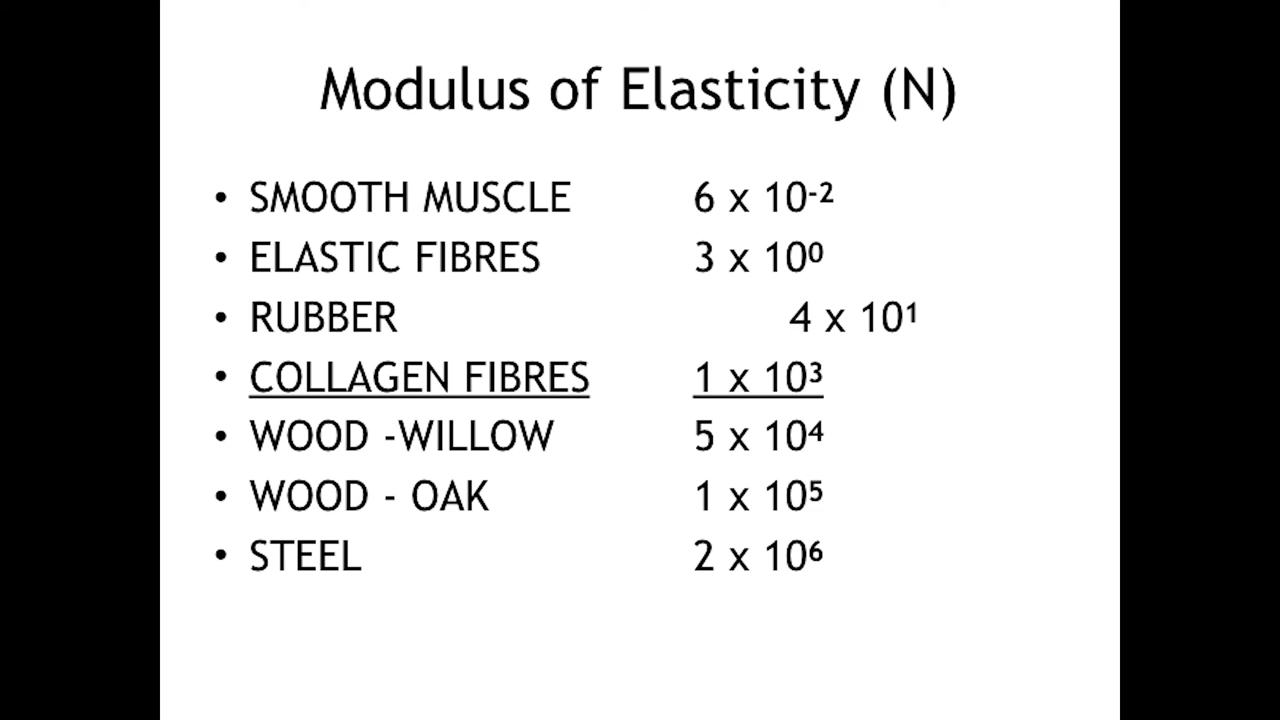 Modulus of Elasticity (N)
• SMOOTH MUSCLE 6 x 10⁻²
• ELASTIC FIBRES 3 x 10⁰
• RUBBER 4 x 10¹
• COLLAGEN FIBRES 1 x 10³
• WOOD -WILLOW 5 x 10⁴
• WOOD - OAK 1 x 10⁵
• STEEL 2 x 10⁶